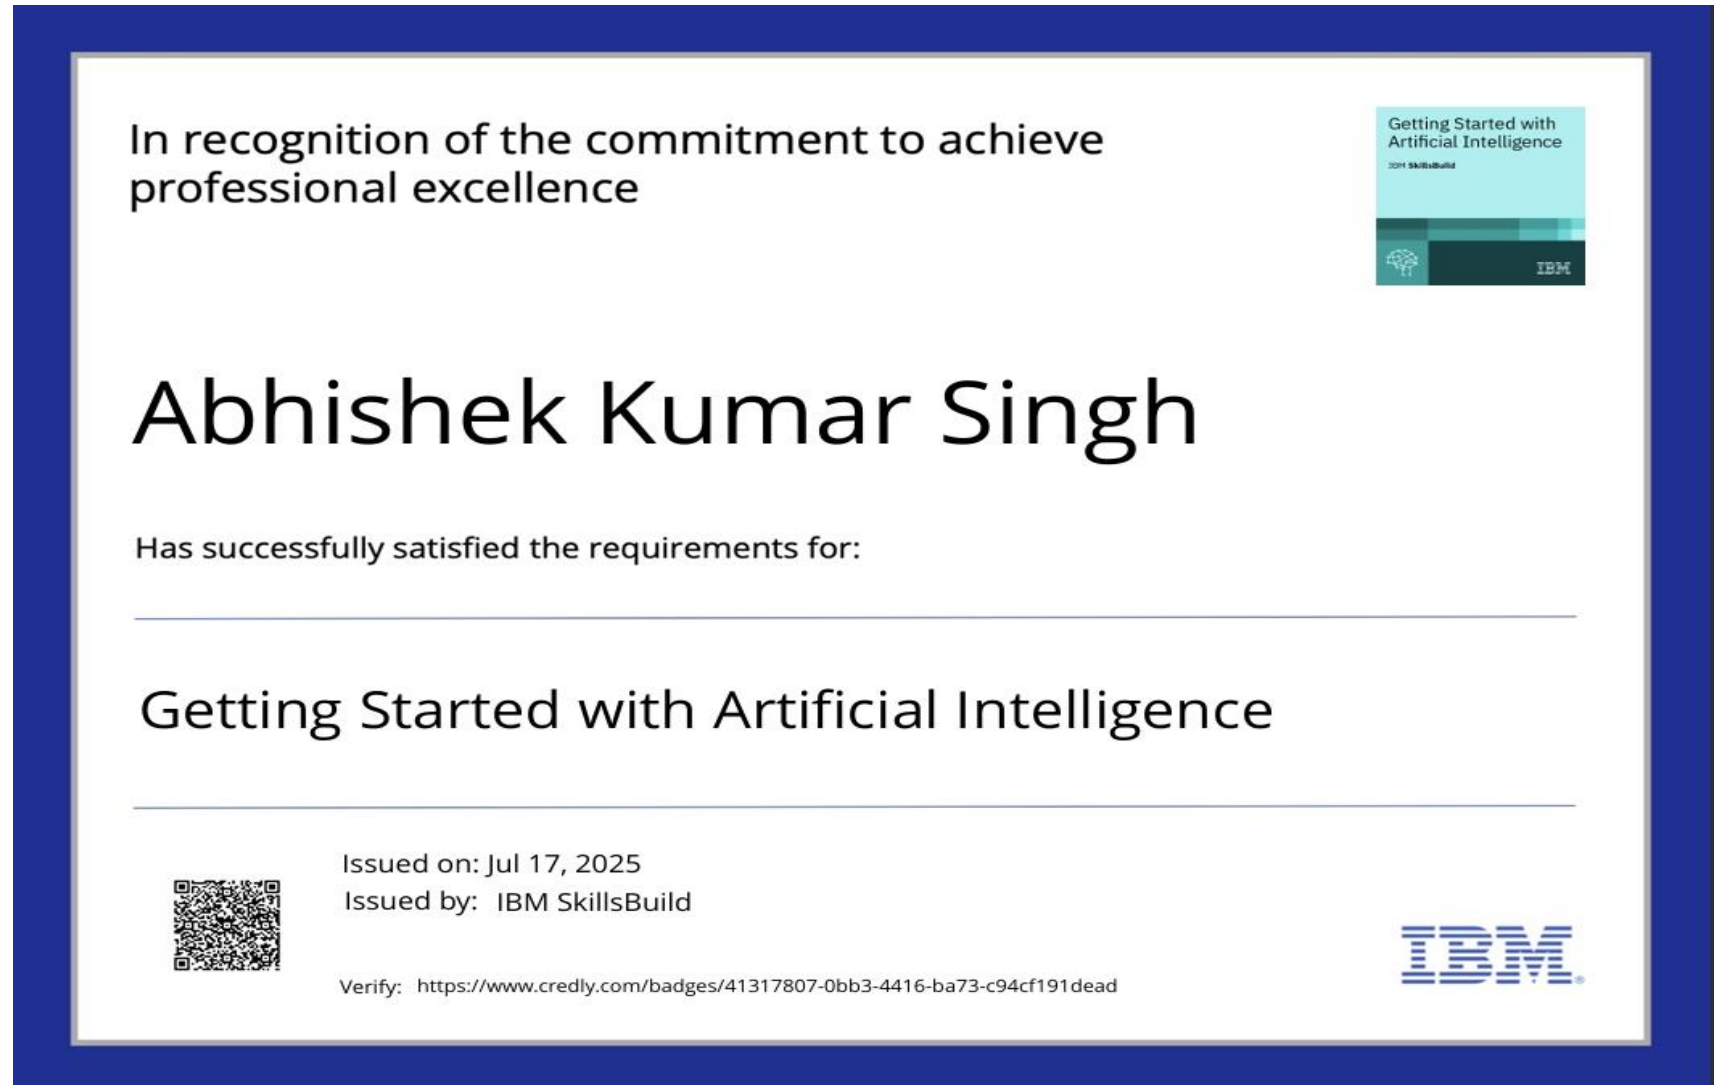 In recognition of the commitment to achieve
professional excellence
Getting Started with
Artificial Intelligence
IBM SkillsBuild
IBM
Abhishek Kumar Singh
Has successfully satisfied the requirements for:
Getting Started with Artificial Intelligence
Issued on: Jul 17, 2025
Issued by: IBM SkillsBuild
Verify: https://www.credly.com/badges/41317807-0bb3-4416-ba73-c94cf191dead
IBM®